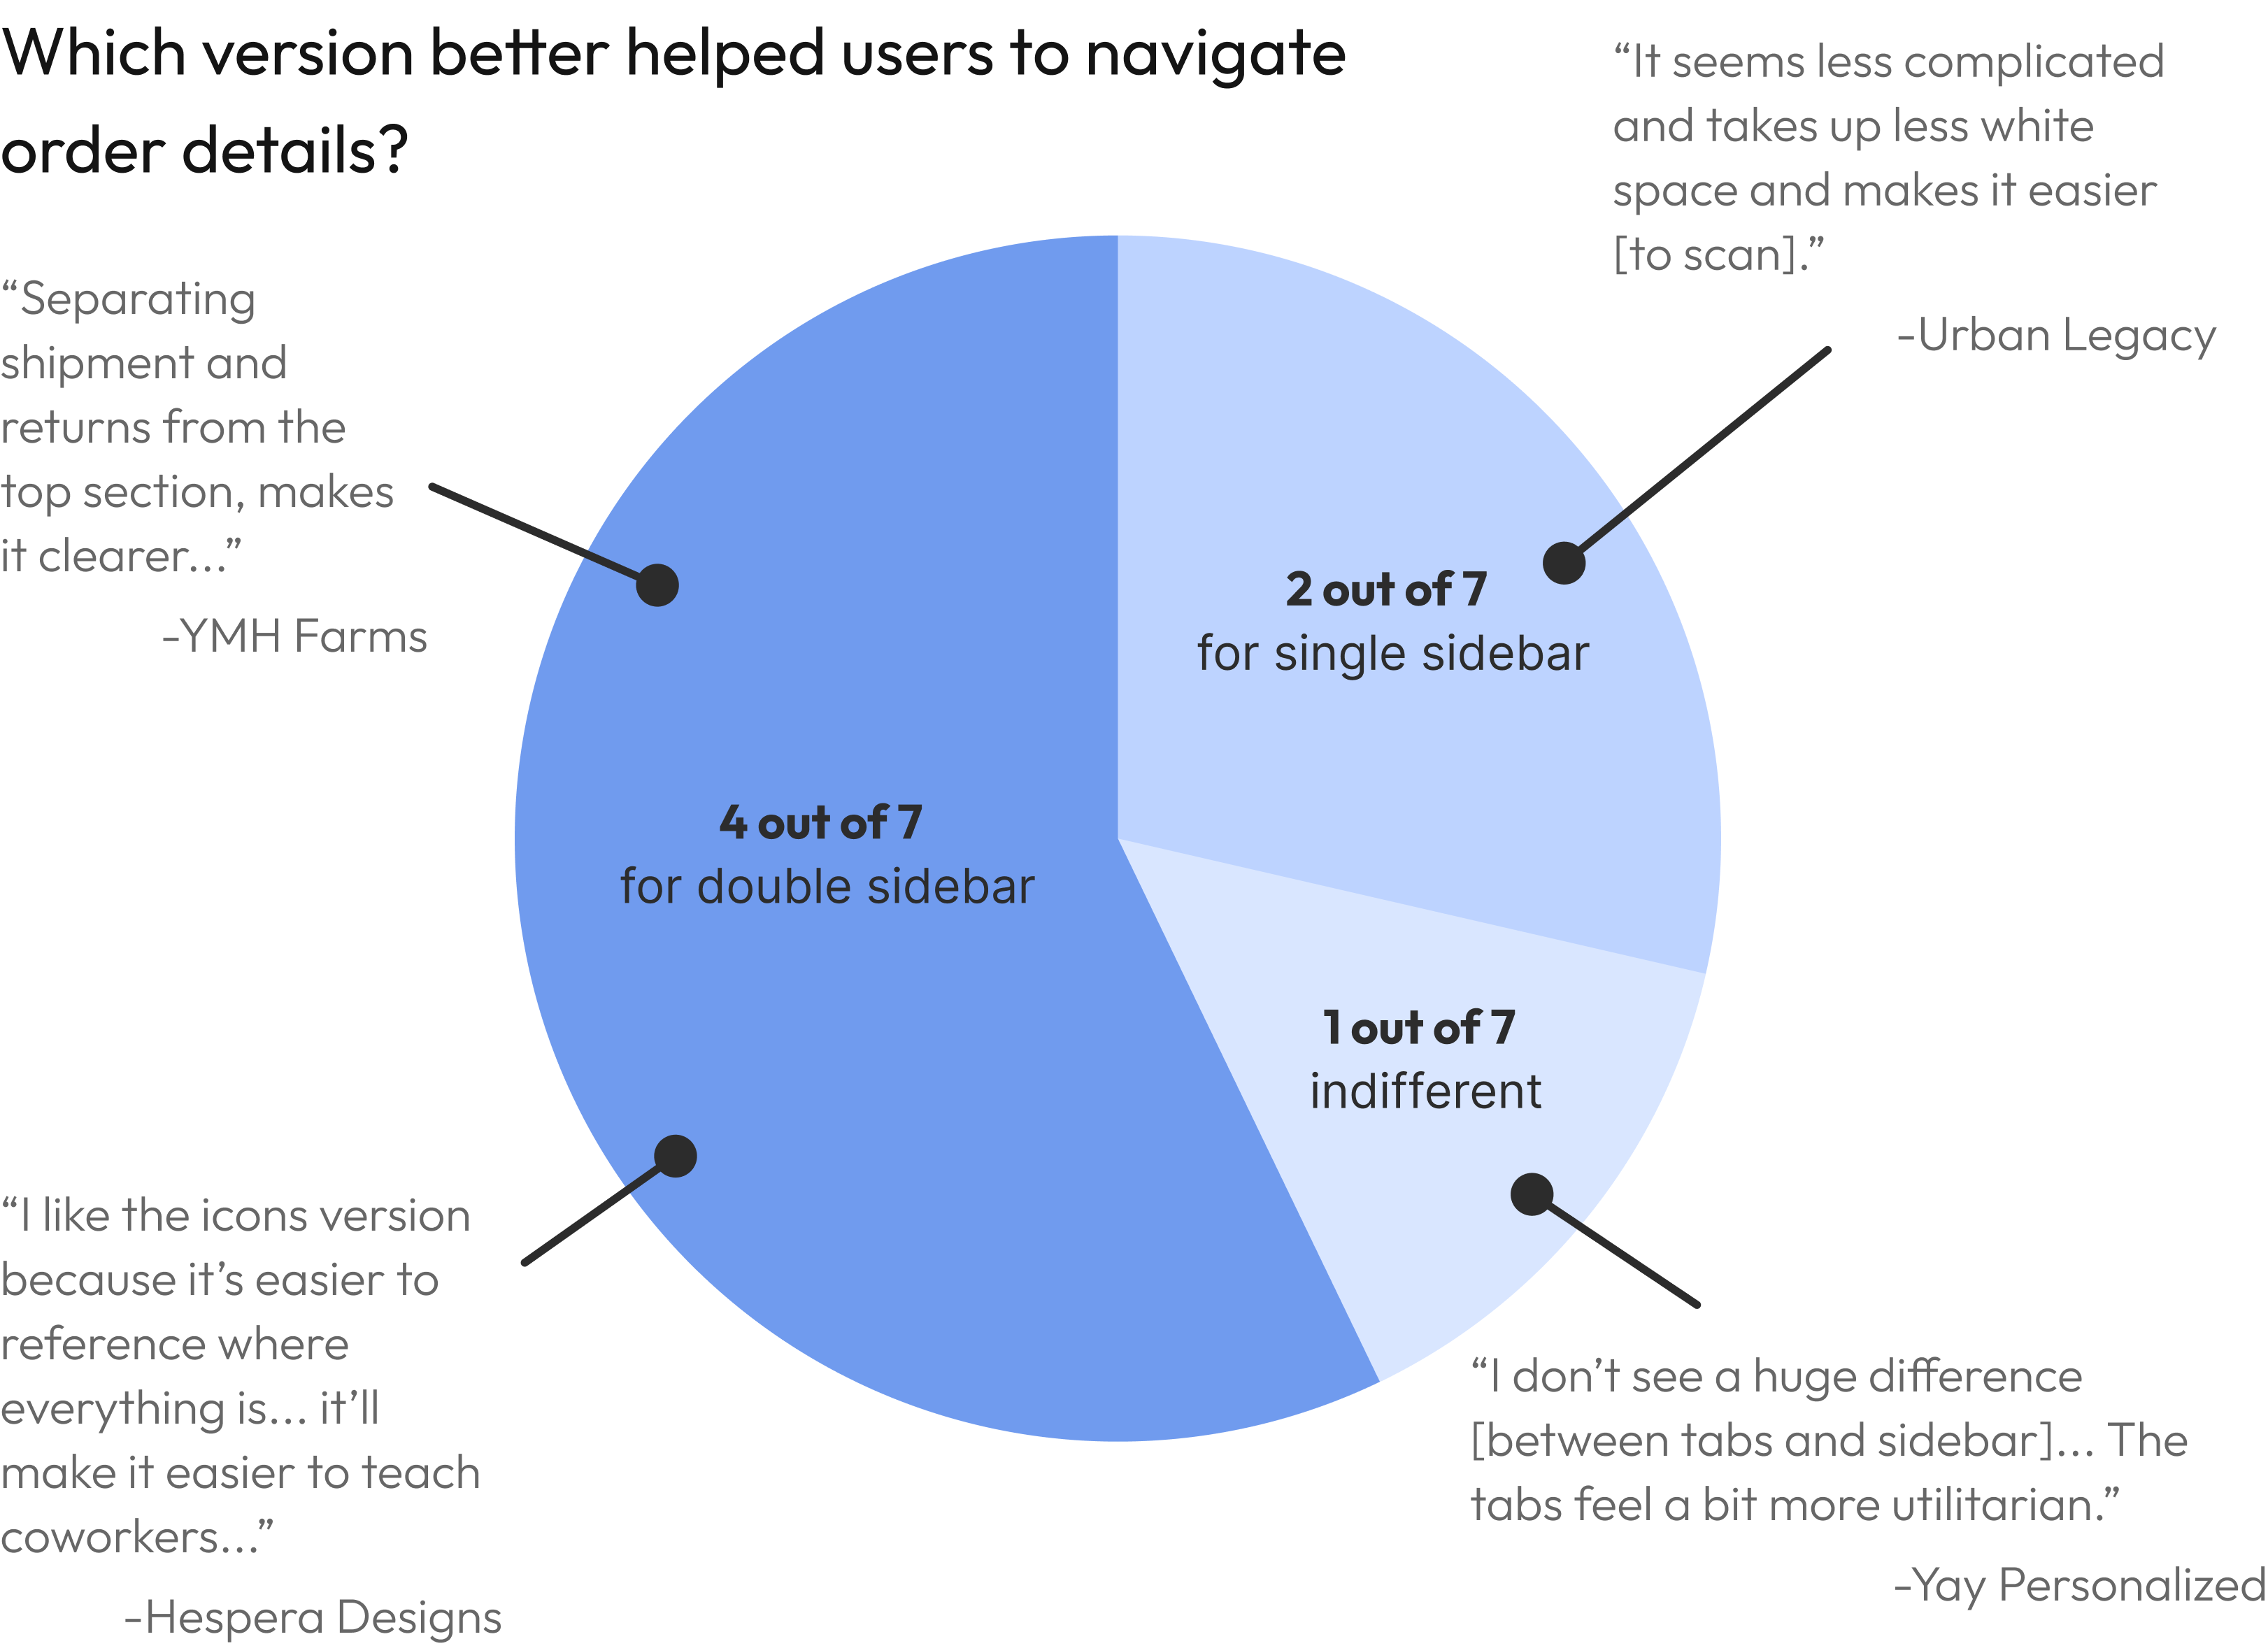 Which version better helped users to navigate
order details?
“It seems less complicated
and takes up less white
space and makes it easier
[to scan].”
–Urban Legacy
“Separating
shipment and
returns from the
top section, makes
it clearer...”
–YMH Farms
2 out of 7
for single sidebar
4 out of 7
for double sidebar
1 out of 7
indifferent
“I like the icons version
because it’s easier to
reference where
everything is... it’ll
make it easier to teach
coworkers...”
–Hespera Designs
“I don’t see a huge difference
[between tabs and sidebar]... The
tabs feel a bit more utilitarian.”
–Yay Personalized